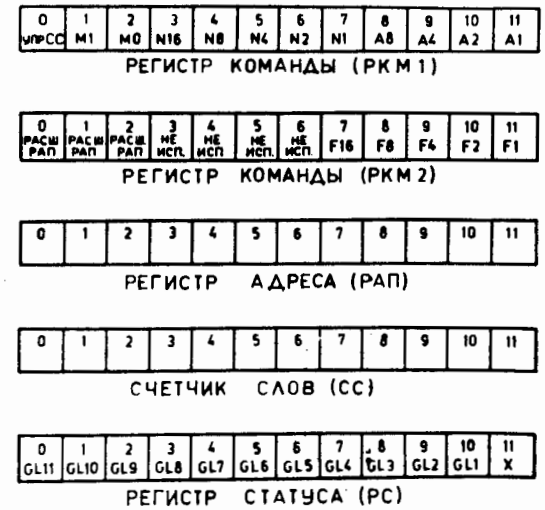 0 1 2 3 4 5 6 7 8 9 10 11
УПРСС M1 M0 N16 N8 N4 N2 N1 A8 A4 A2 A1
РЕГИСТР КОМАНДЫ (РКМ1)
0 1 2 3 4 5 6 7 8 9 10 11
РАСШ РАСШ РАСШ НЕ НЕ НЕ НЕ F16 F8 F4 F2 F1
РАП РАП РАП ИСП. ИСП. ИСП. ИСП.
РЕГИСТР КОМАНДЫ (РКМ2)
0 1 2 3 4 5 6 7 8 9 10 11
РЕГИСТР АДРЕСА (РАП)
0 1 2 3 4 5 6 7 8 9 10 11
СЧЕТЧИК СЛОВ (СС)
0 1 2 3 4 5 6 7 8 9 10 11
GL11 GL10 GL9 GL8 GL7 GL6 GL5 GL4 GL3 GL2 GL1 X
РЕГИСТР СТАТУСА (РС)